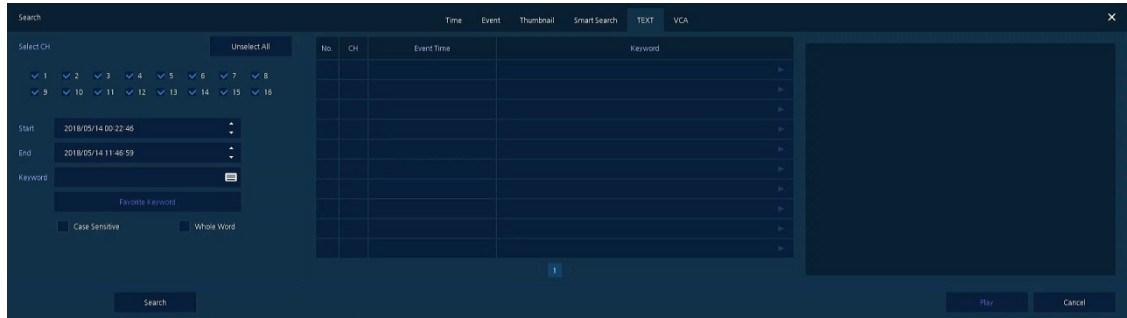 Search
Time Event Thumbnail Smart Search TEXT VCA
Select CH
Unselect All
1 2 3 4 5 6 7 8
9 10 11 12 13 14 15 16
Start 2018/05/14 00:22:46
End 2018/05/14 11:46:59
Keyword
Favorite Keyword
Case Sensitive Whole Word
Search
No. CH Event Time Keyword
1
Play Cancel